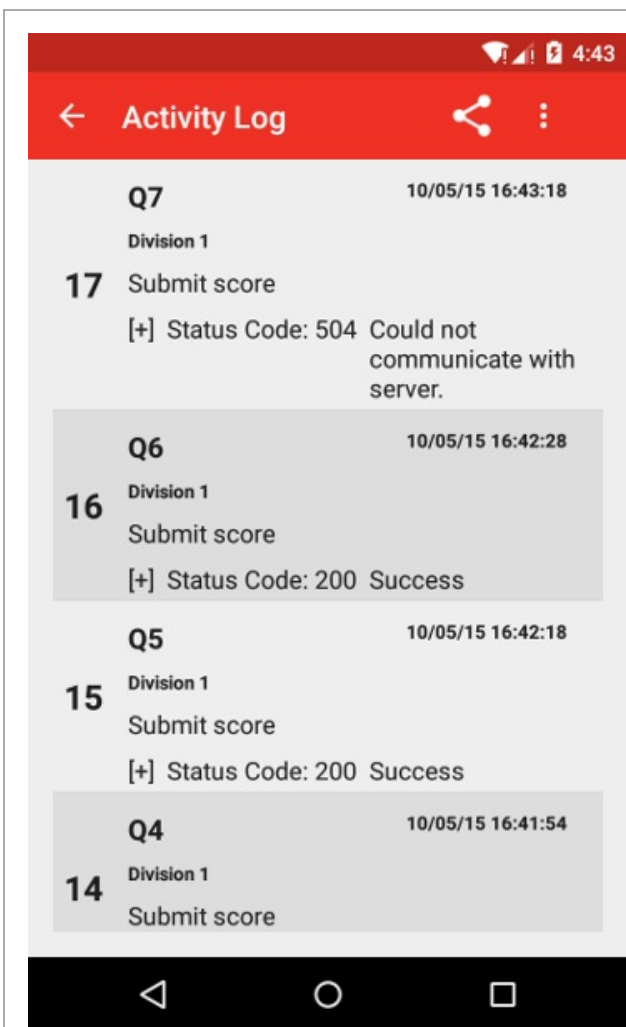 4:43
Activity Log
Q7 10/05/15 16:43:18
Division 1
17 Submit score
[+] Status Code: 504 Could not
communicate with
server.
Q6 10/05/15 16:42:28
Division 1
16
Submit score
[+] Status Code: 200 Success
Q5 10/05/15 16:42:18
Division 1
15
Submit score
[+] Status Code: 200 Success
Q4 10/05/15 16:41:54
Division 1
14
Submit score